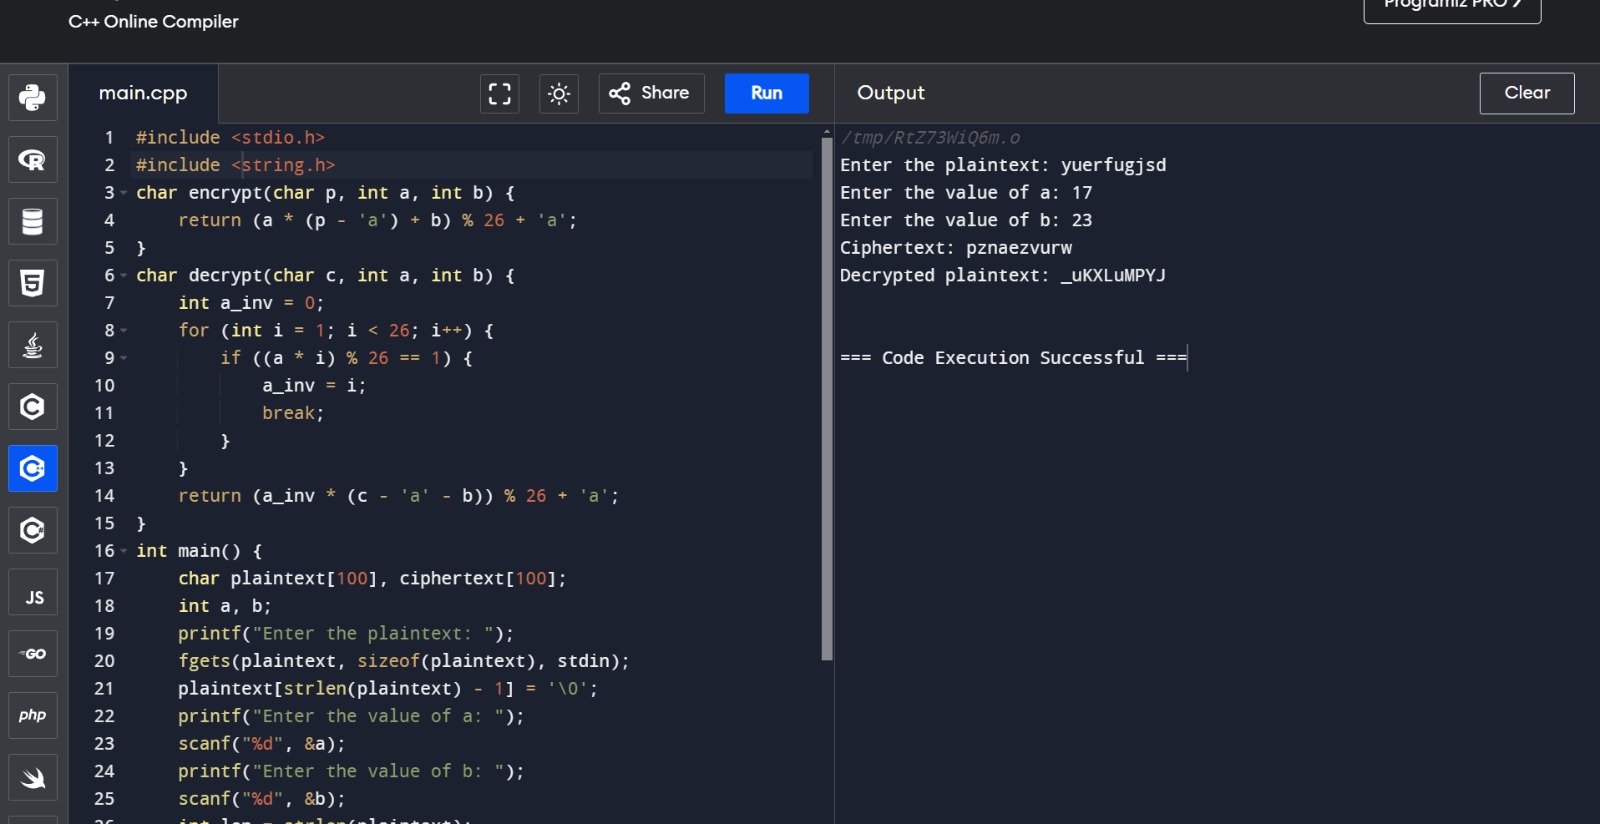 Programiz PRO
C++ Online Compiler
main.cpp
Share
Run
Output
Clear
1 #include <stdio.h>
2 #include <string.h>
3 char encrypt(char p, int a, int b) {
4 return (a * (p - 'a') + b) % 26 + 'a';
5 }
6 char decrypt(char c, int a, int b) {
7 int a_inv = 0;
8 for (int i = 1; i < 26; i++) {
9 if ((a * i) % 26 == 1) {
10 a_inv = i;
11 break;
12 }
13 }
14 return (a_inv * (c - 'a' - b)) % 26 + 'a';
15 }
16 int main() {
17 char plaintext[100], ciphertext[100];
18 int a, b;
19 printf("Enter the plaintext: ");
20 fgets(plaintext, sizeof(plaintext), stdin);
21 plaintext[strlen(plaintext) - 1] = '\0';
22 printf("Enter the value of a: ");
23 scanf("%d", &a);
24 printf("Enter the value of b: ");
25 scanf("%d", &b);
26 int len = strlen(plaintext);
/tmp/RtZ73WiQ6m.o
Enter the plaintext: yuerfugjsd
Enter the value of a: 17
Enter the value of b: 23
Ciphertext: pznaezvurw
Decrypted plaintext: _uKXLuMPYJ
=== Code Execution Successful ===
R
5
C
C
C
JS
GO
php